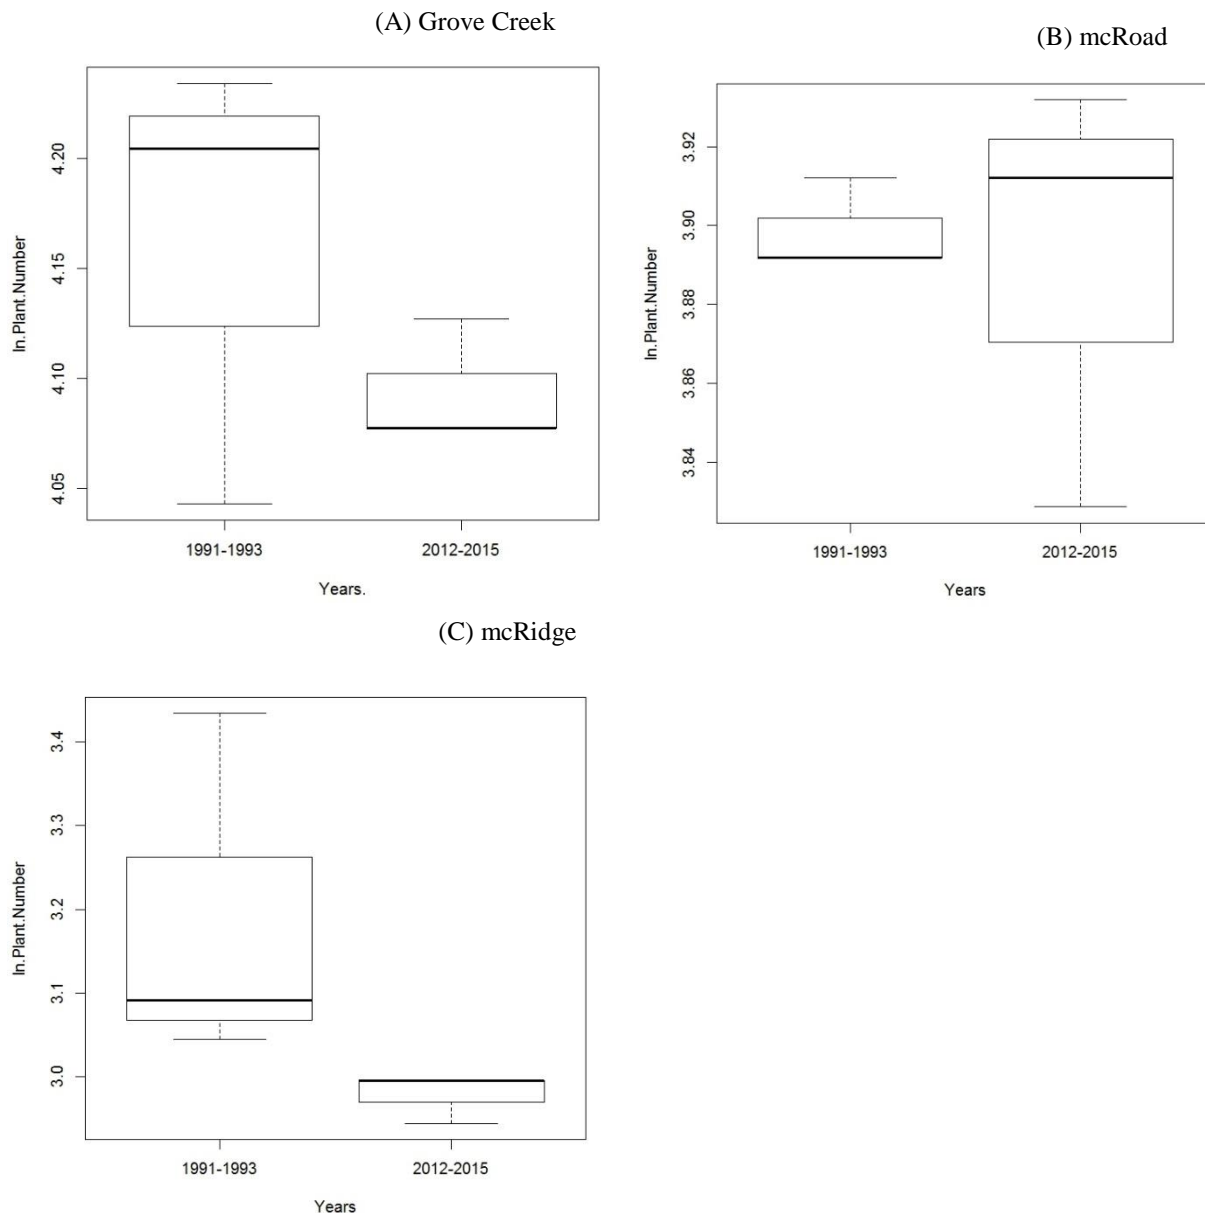 (A) Grove Creek
ln.Plant.Number
4.20
4.15
4.10
4.05
1991-1993 2012-2015
Years.
(B) mcRoad
ln.Plant.Number
3.92
3.90
3.88
3.86
3.84
1991-1993 2012-2015
Years
(C) mcRidge
ln.Plant.Number
3.4
3.3
3.2
3.1
3.0
1991-1993 2012-2015
Years